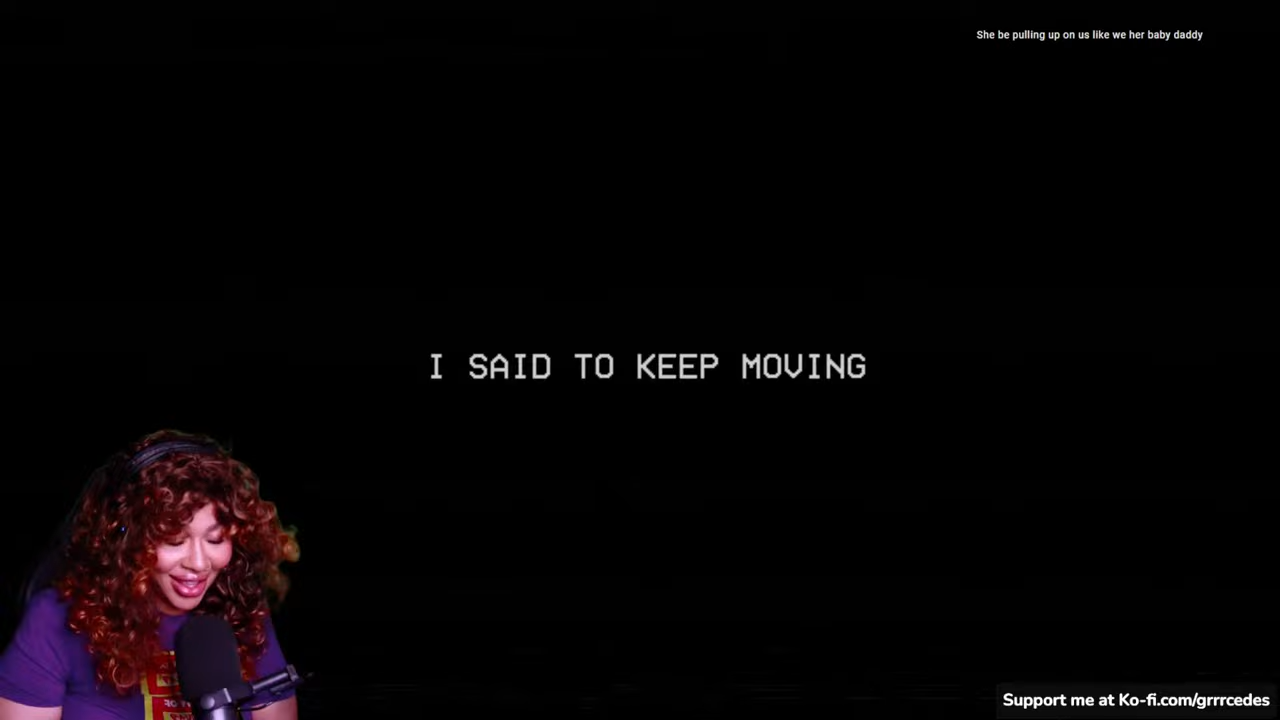 She be pulling up on us like we her baby daddy
I SAID TO KEEP MOVING
Support me at Ko-fi.com/grrrcedes